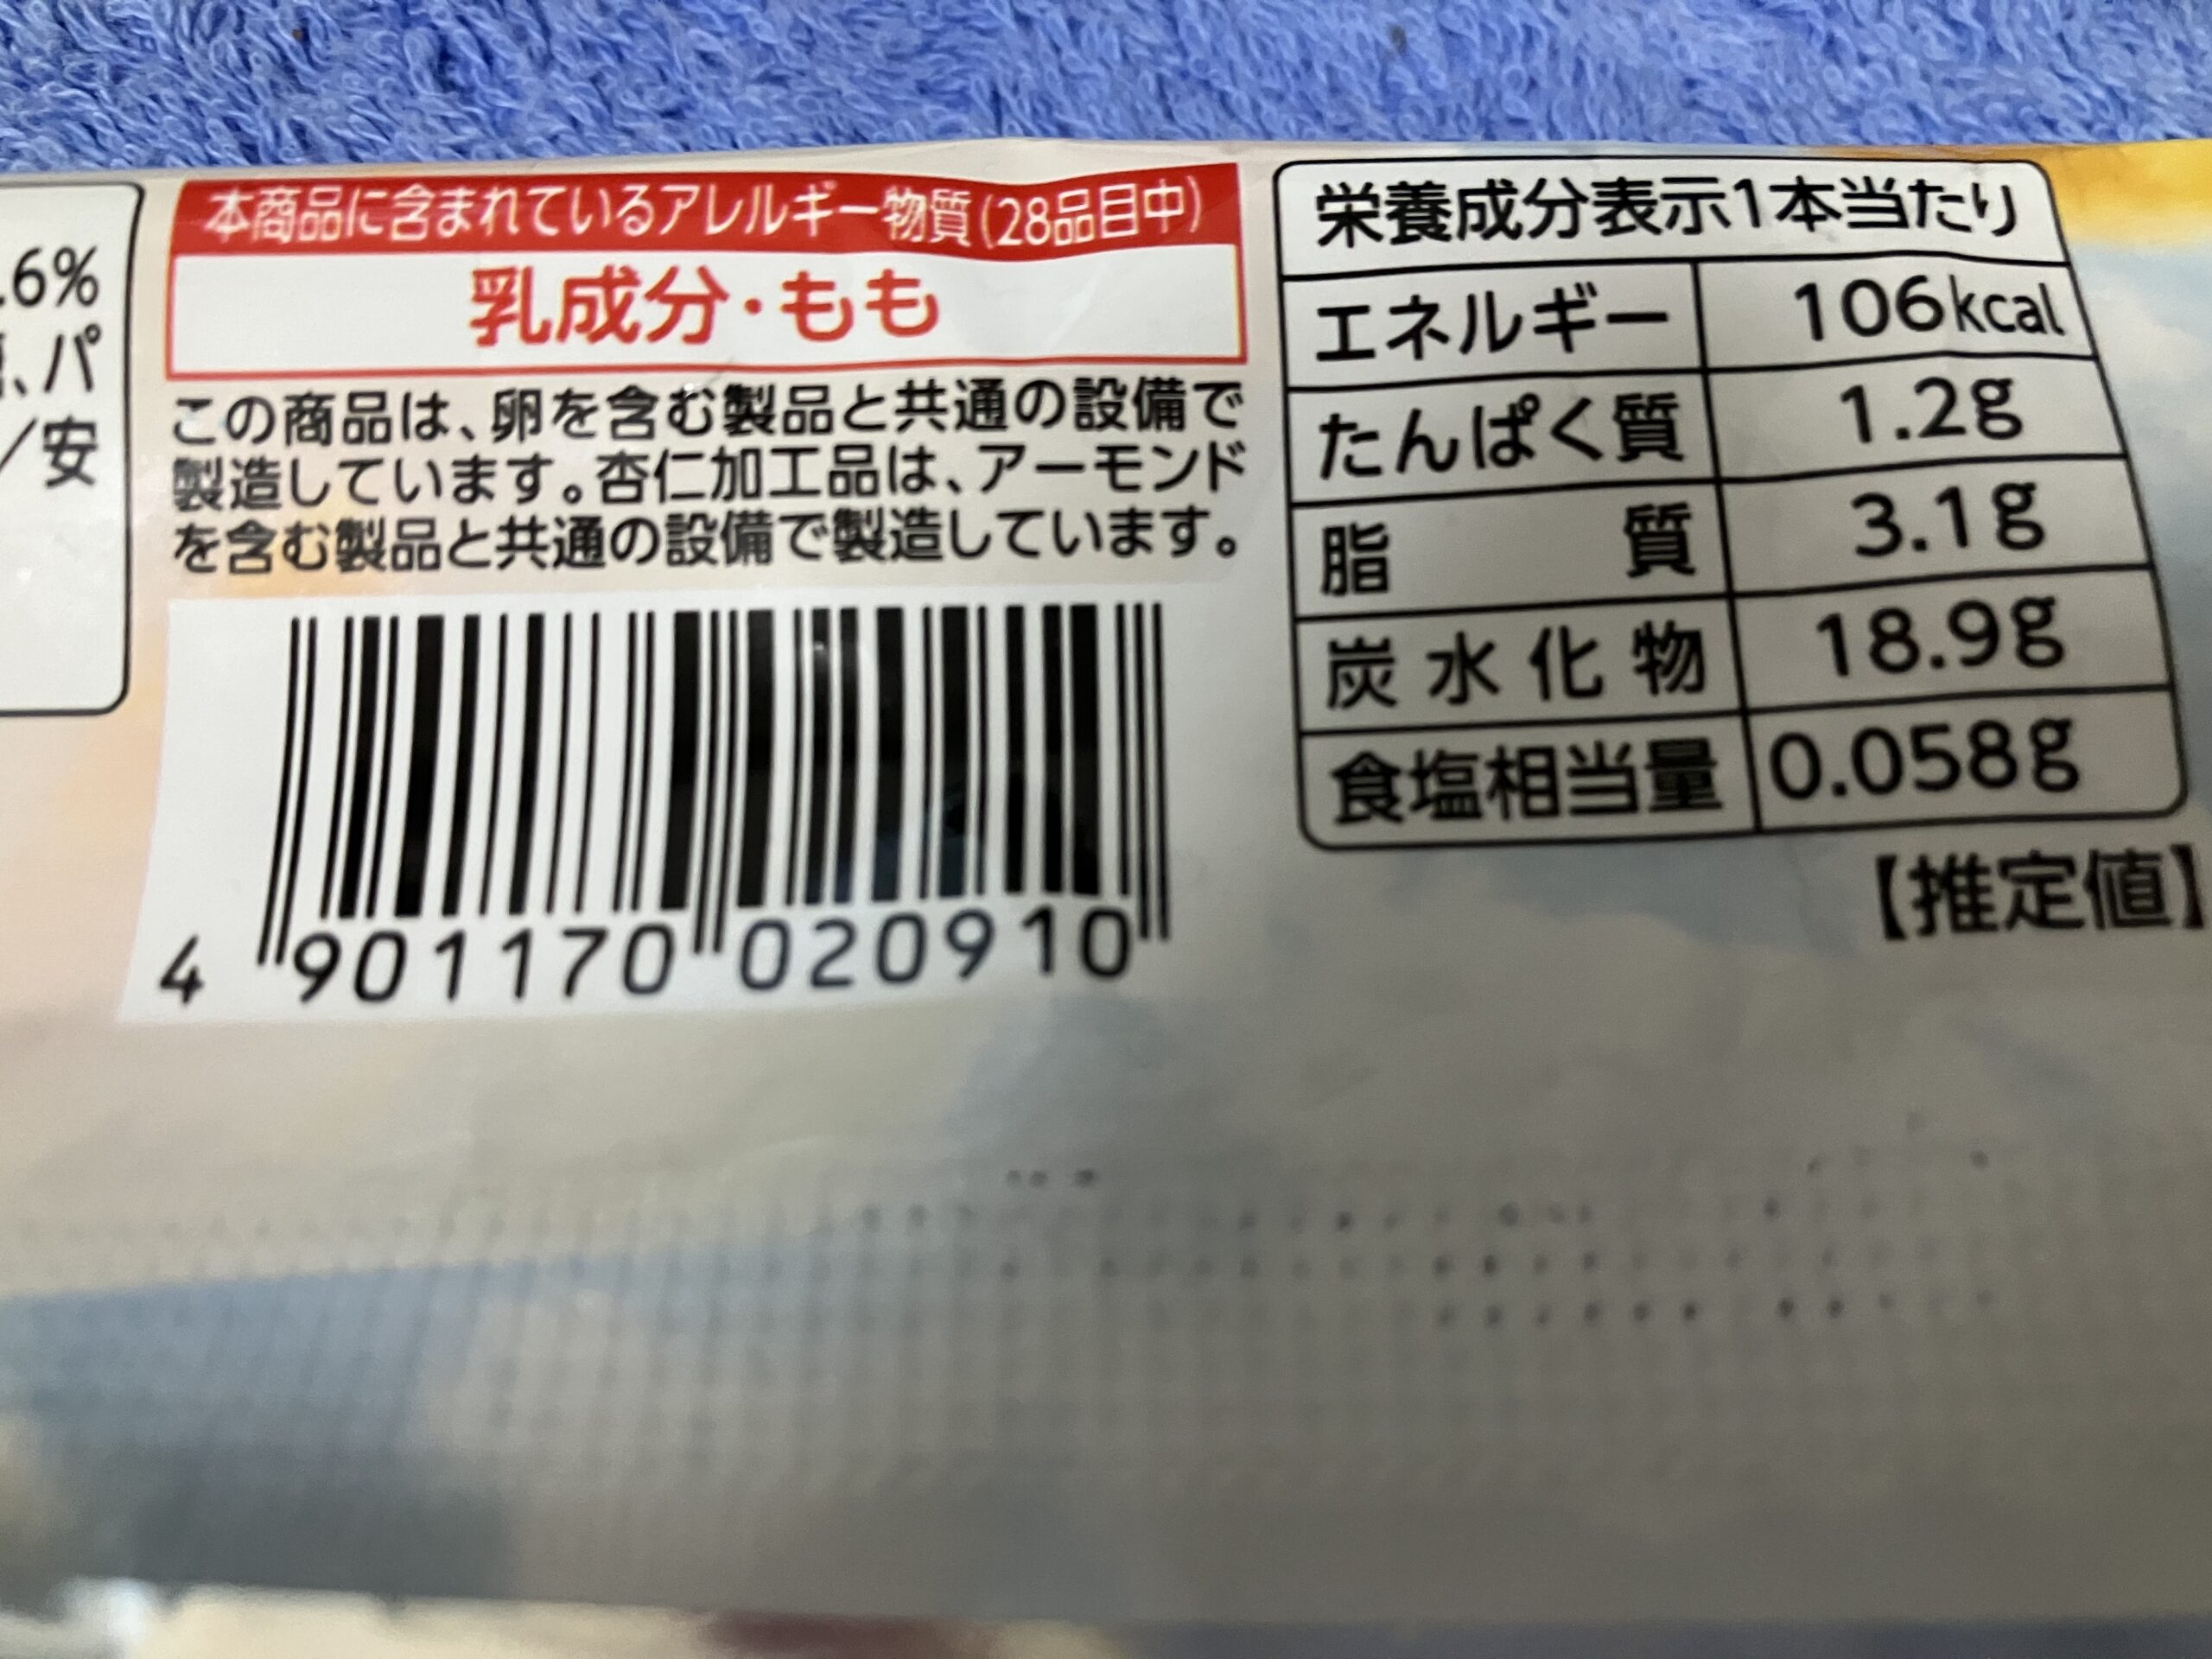 .6%
、パ
／安
本商品に含まれているアレルギー物質(28品目中)
乳成分・もも
この商品は、卵を含む製品と共通の設備で
製造しています。杏仁加工品は、アーモンド
を含む製品と共通の設備で製造しています。
4 901170 020910
栄養成分表示1本当たり
エネルギー 106kcal
たんぱく質 1.2g
脂質 3.1g
炭水化物 18.9g
食塩相当量 0.058g
【推定値】